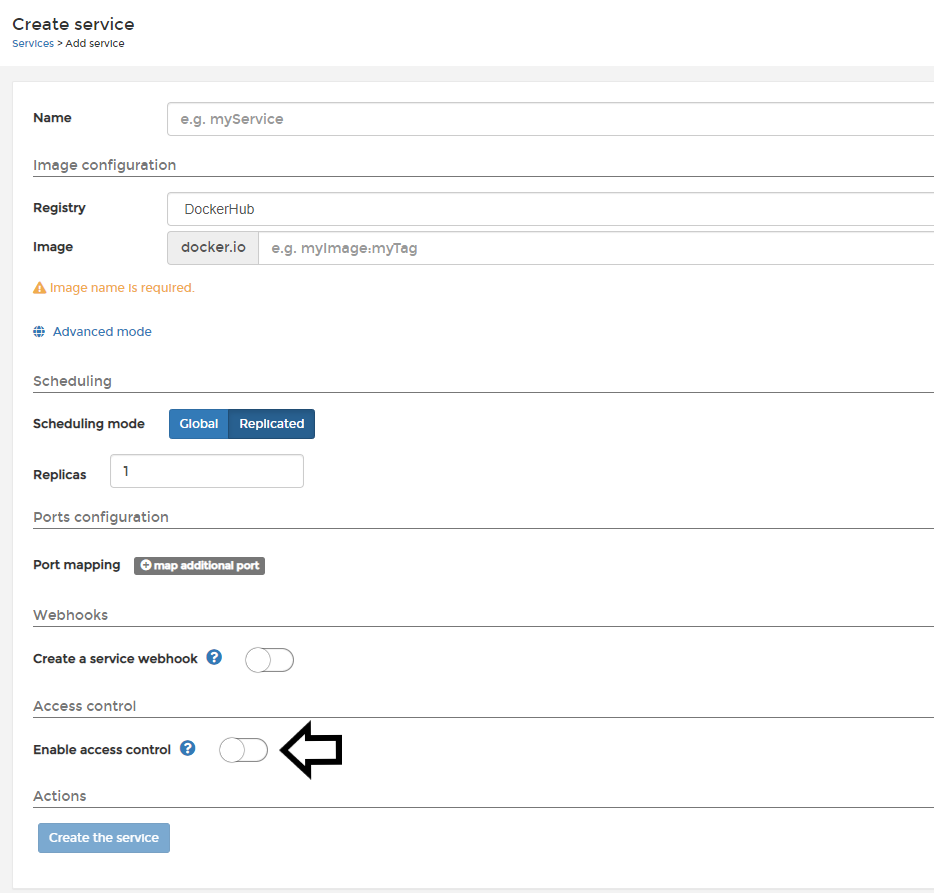 Create service
Services > Add service
Name
e.g. myService
Image configuration
Registry
DockerHub
Image
docker.io
e.g. myImage:myTag
Image name is required.
Advanced mode
Scheduling
Scheduling mode
Global
Replicated
Replicas
1
Ports configuration
Port mapping
map additional port
Webhooks
Create a service webhook ?
Access control
Enable access control ?
Actions
Create the service